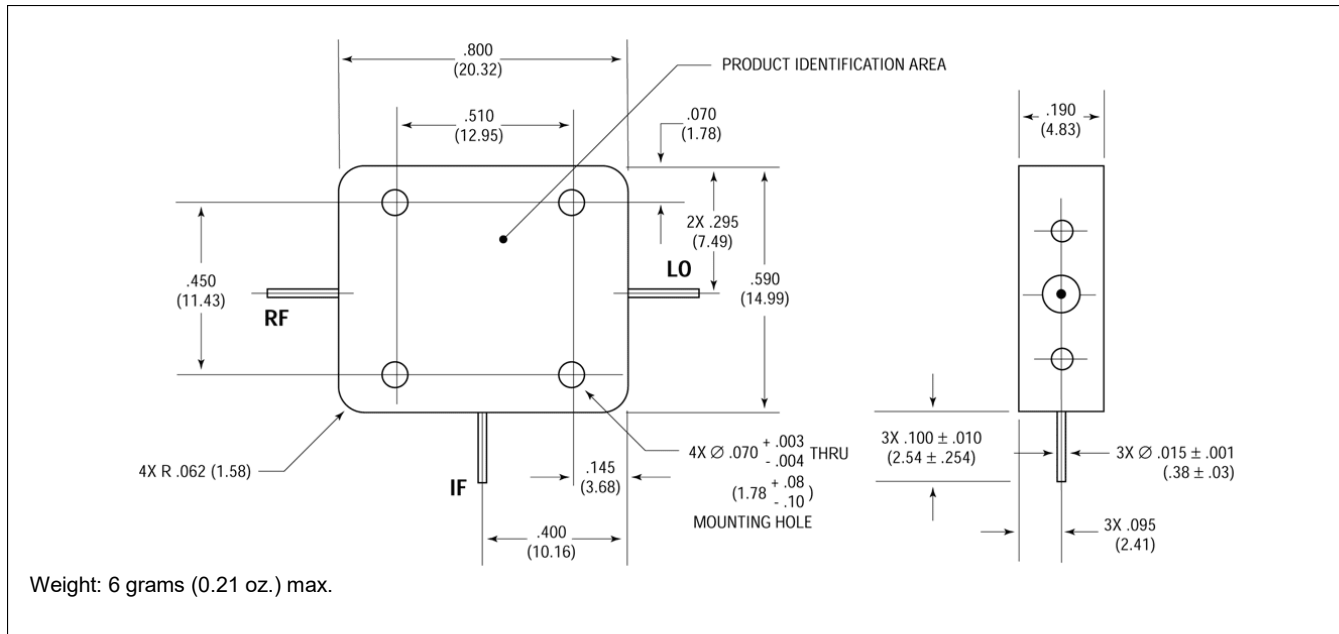 .800
(20.32)
PRODUCT IDENTIFICATION AREA
.510
(12.95)
.070
(1.78)
.190
(4.83)
2X .295
(7.49)
LO
.450
(11.43)
.590
(14.99)
RF
3X .100 ± .010
(2.54 ± .254)
4X Ø .070 + .003 - .004 THRU
(1.78 + .08 - .10)
MOUNTING HOLE
3X Ø .015 ± .001
(.38 ± .03)
4X R .062 (1.58)
.145
(3.68)
IF
3X .095
(2.41)
.400
(10.16)
Weight: 6 grams (0.21 oz.) max.